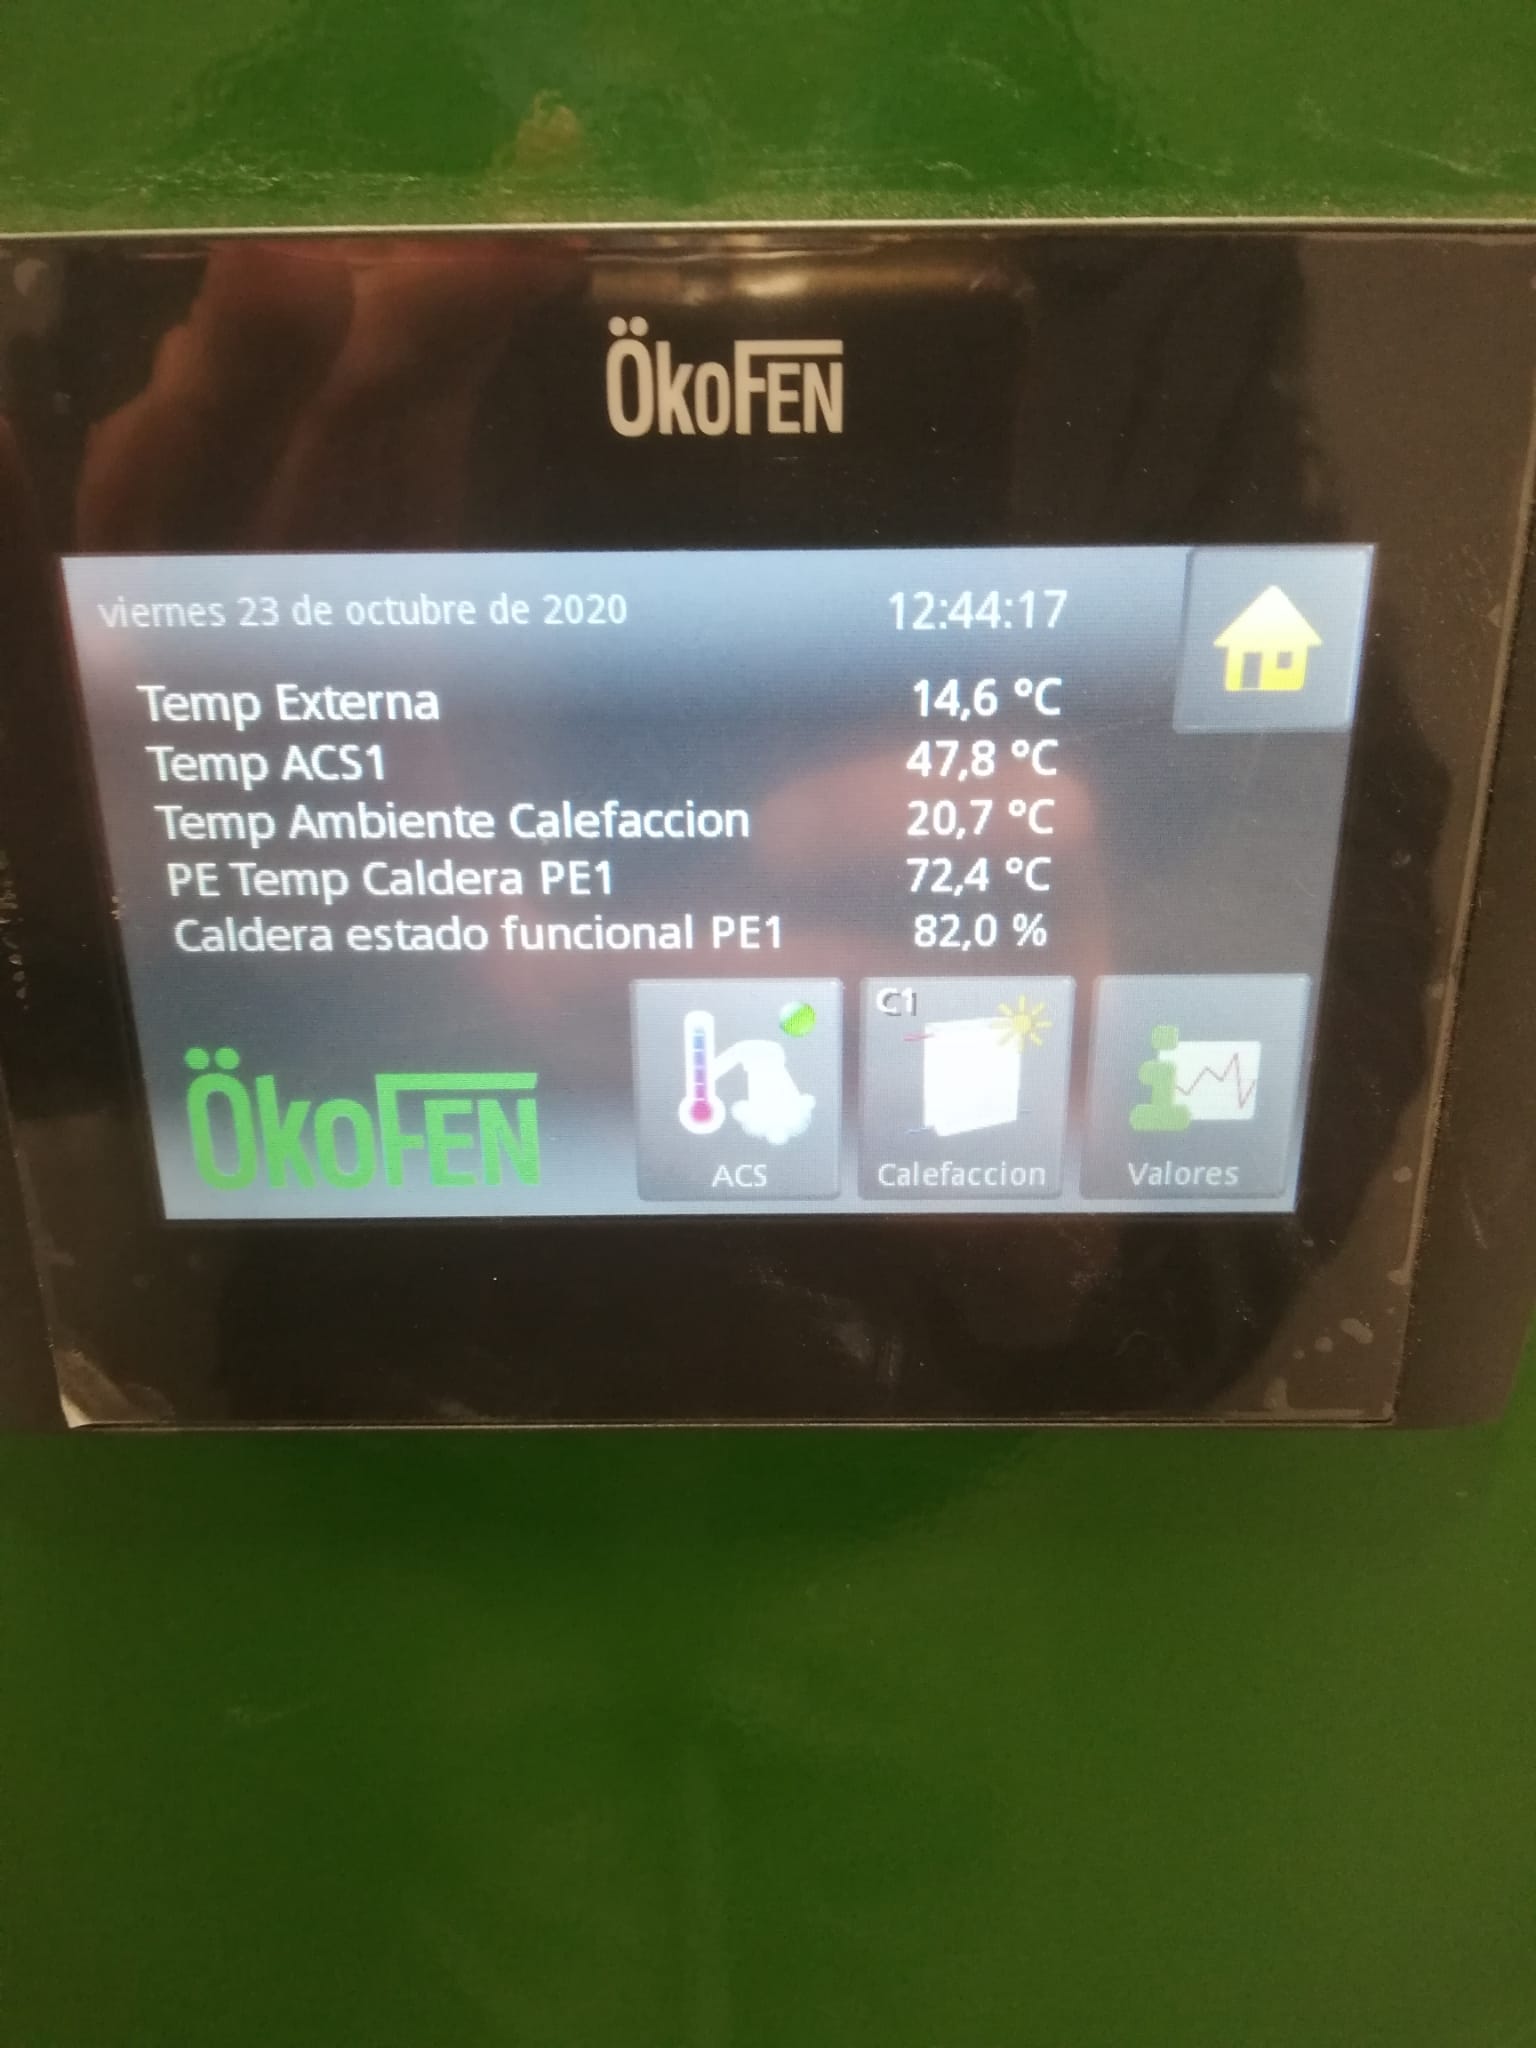 ÖkoFEN
viernes 23 de octubre de 2020 12:44:17
Temp Externa 14,6 °C
Temp ACS1 47,8 °C
Temp Ambiente Calefaccion 20,7 °C
PE Temp Caldera PE1 72,4 °C
Caldera estado funcional PE1 82,0 %
C1
ÖkoFEN
ACS Calefaccion Valores